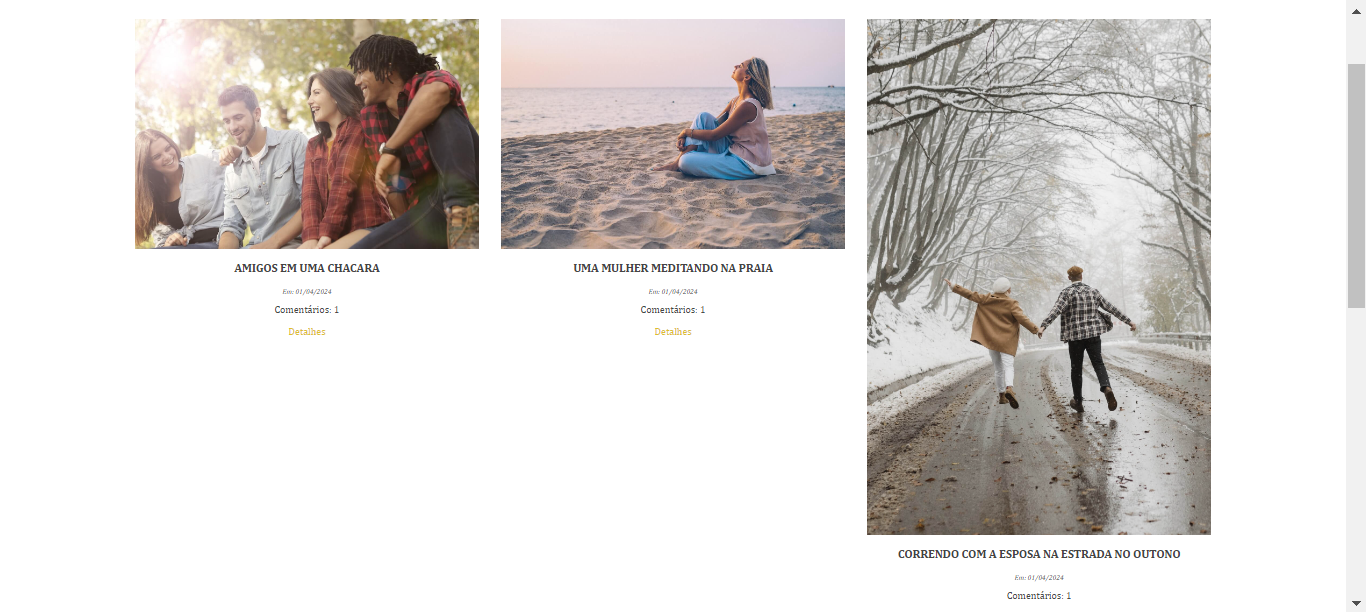 AMIGOS EM UMA CHACARA
Em: 01/04/2024
Comentários: 1
Detalhes
UMA MULHER MEDITANDO NA PRAIA
Em: 01/04/2024
Comentários: 1
Detalhes
CORRENDO COM A ESPOSA NA ESTRADA NO OUTONO
Em: 01/04/2024
Comentários: 1